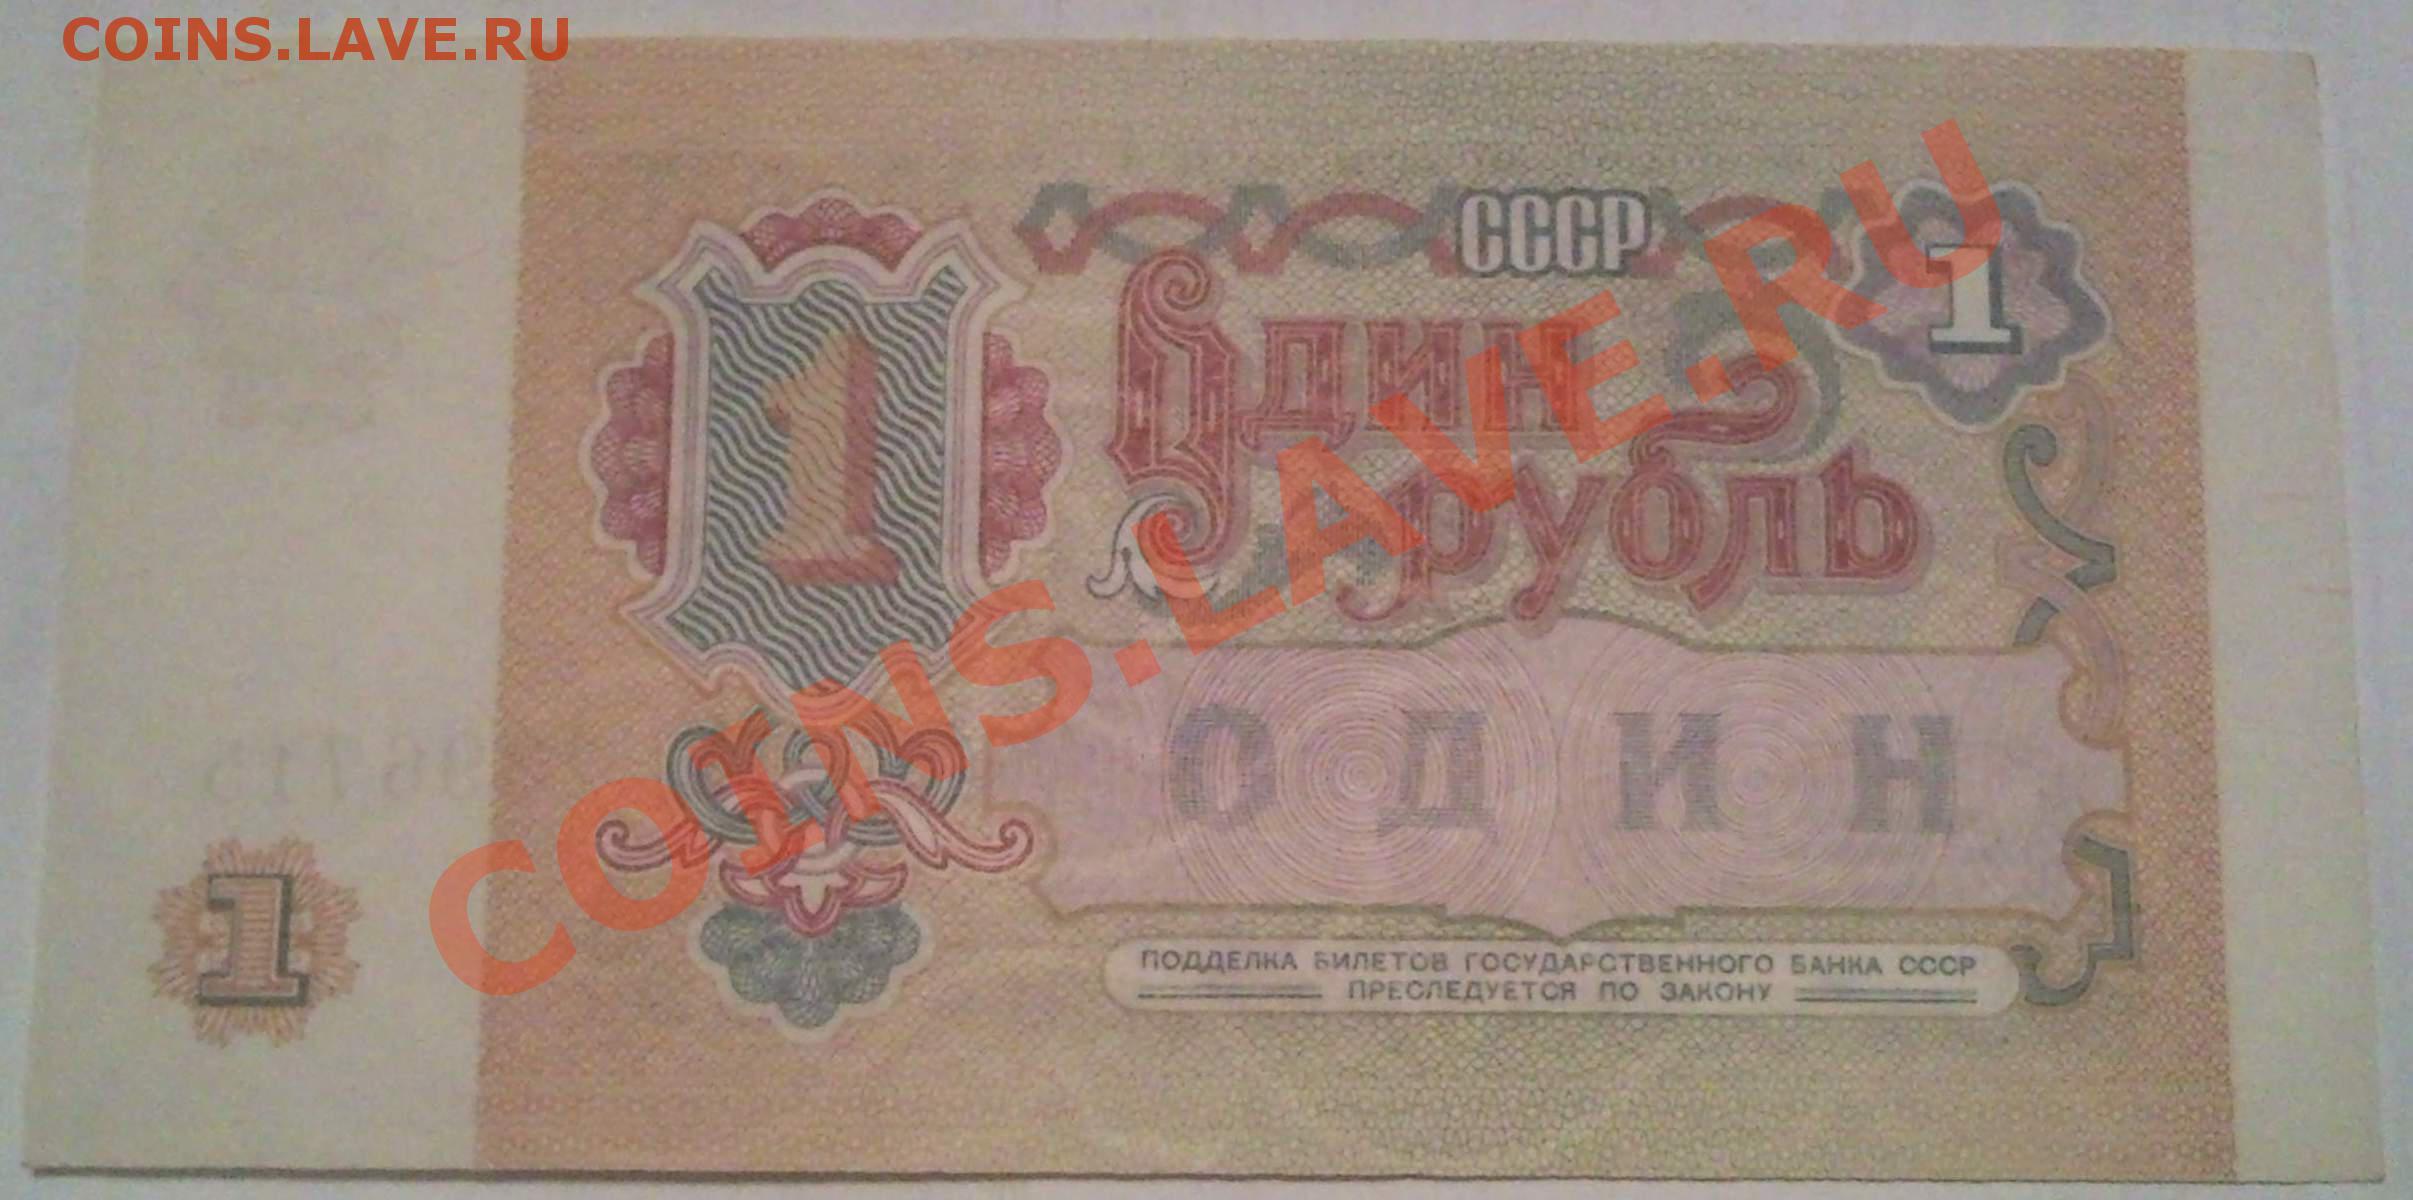 COINS.LAVE.RU
СССР
1
1
Один
рубль
ОДИН
96715
1
ПОДДЕЛКА БИЛЕТОВ ГОСУДАРСТВЕННОГО БАНКА СССР
ПРЕСЛЕДУЕТСЯ ПО ЗАКОНУ
COINS.LAVE.RU